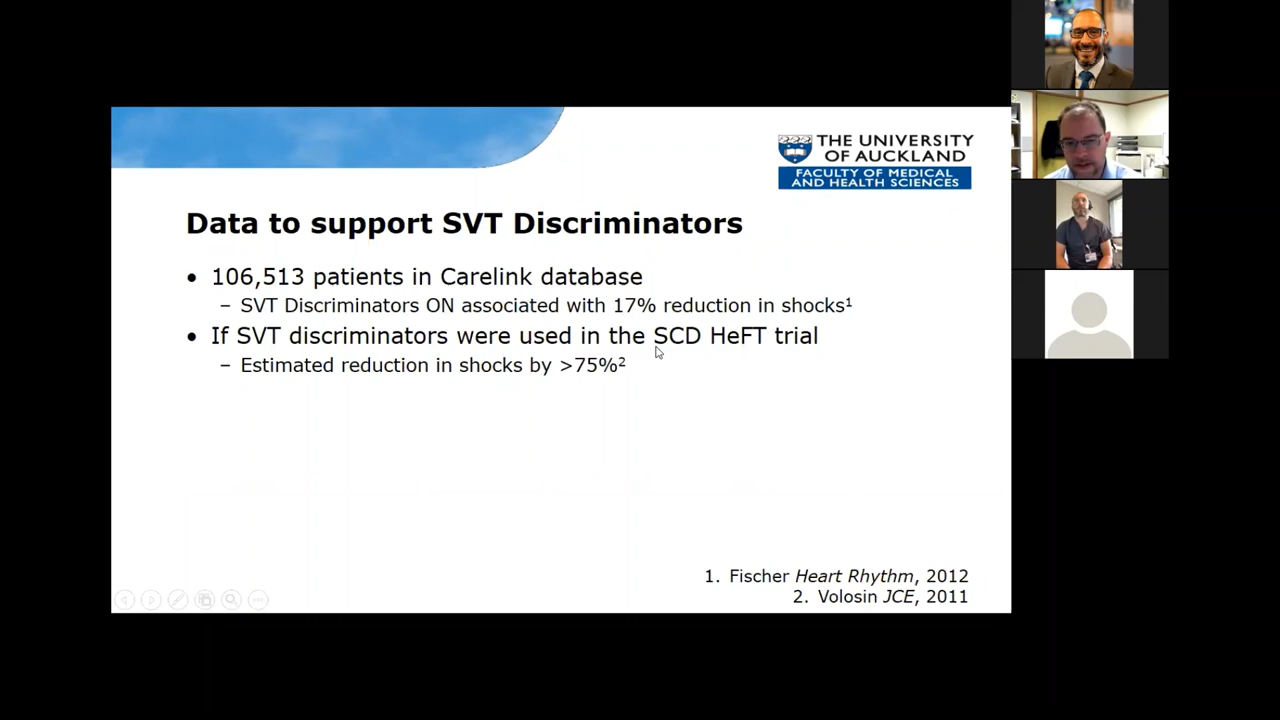 THE UNIVERSITY
OF AUCKLAND
FACULTY OF MEDICAL
AND HEALTH SCIENCES
Data to support SVT Discriminators
• 106,513 patients in Carelink database
– SVT Discriminators ON associated with 17% reduction in shocks¹
• If SVT discriminators were used in the SCD HeFT trial
– Estimated reduction in shocks by >75%²
1. Fischer Heart Rhythm, 2012
2. Volosin JCE, 2011